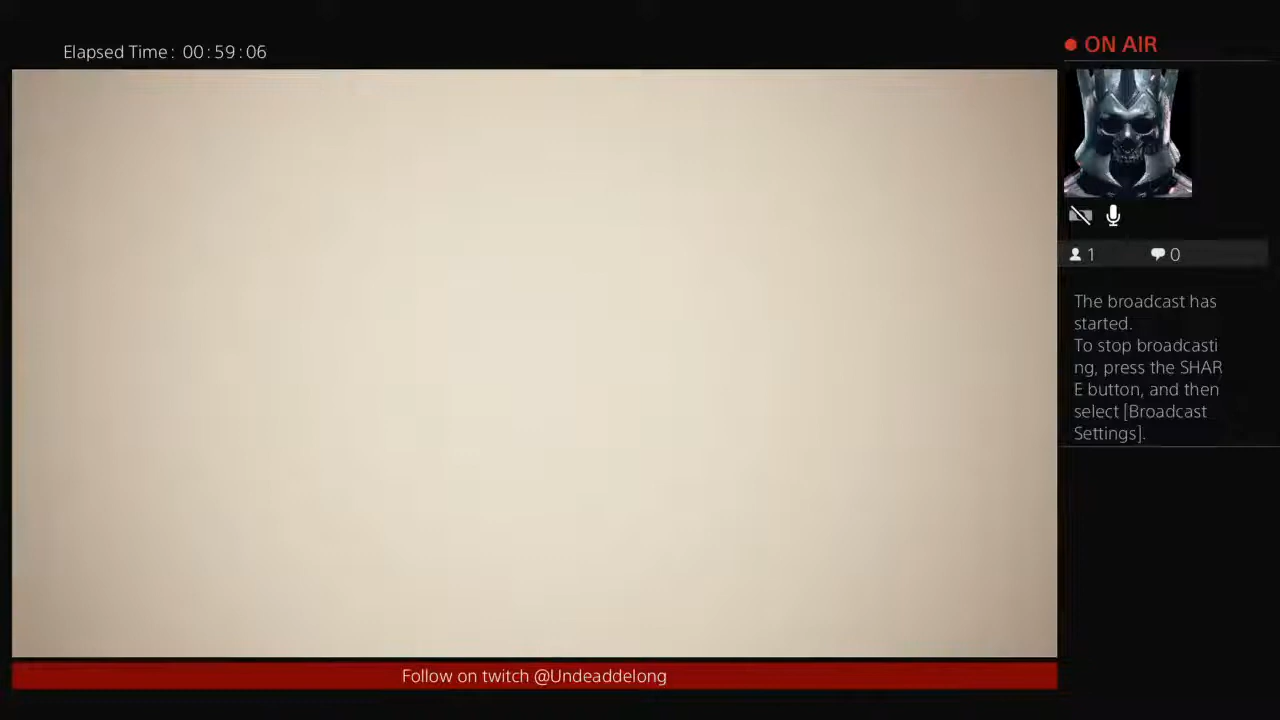 Elapsed Time: 00:59:06
ON AIR
1 0
The broadcast has
started.
To stop broadcasti
ng, press the SHAR
E button, and then
select [Broadcast
Settings].
Follow on twitch @Undeaddelong